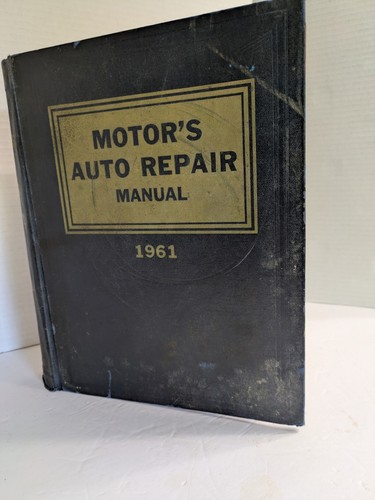 MOTOR'S
AUTO REPAIR
MANUAL
1961